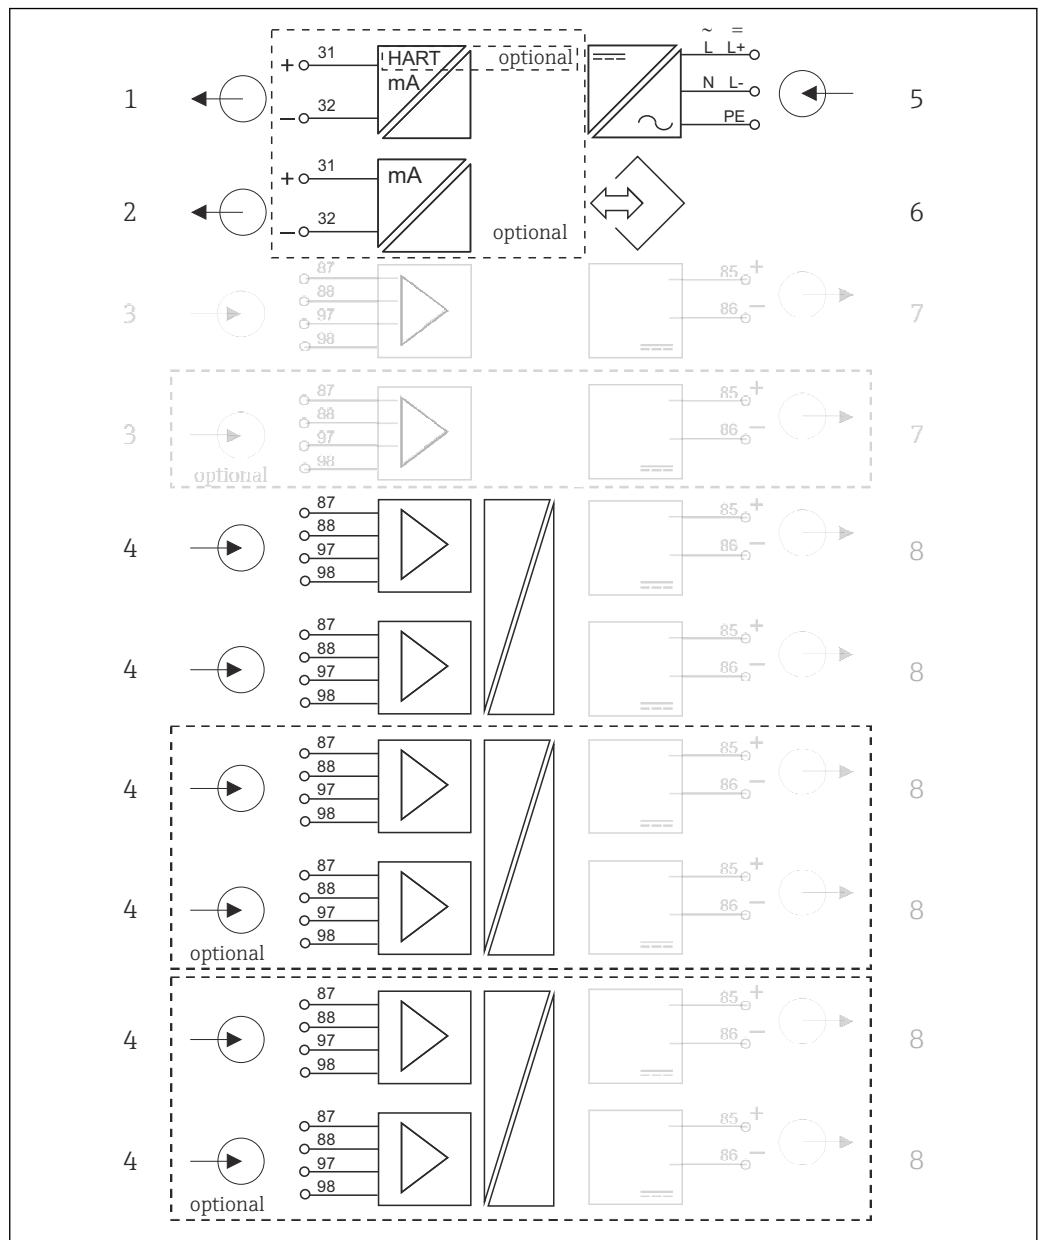 ~ =
31 HART optional L L+
+
1 mA N L- 5
− 32 PE
31
+ mA
2 32 6
− optional
87 85 +
88
3 97 86 − 7
98
87 85 +
88
3 97 86 − 7
optional 98
87 85 +
88
4 97 86 − 8
98
87 85 +
88
4 97 86 − 8
98
87 85 +
88
4 97 86 − 8
98
87 85 +
88
4 97 86 − 8
98
optional
87 85 +
88
4 97 86 − 8
98
87 85 +
88
4 97 86 − 8
98
optional